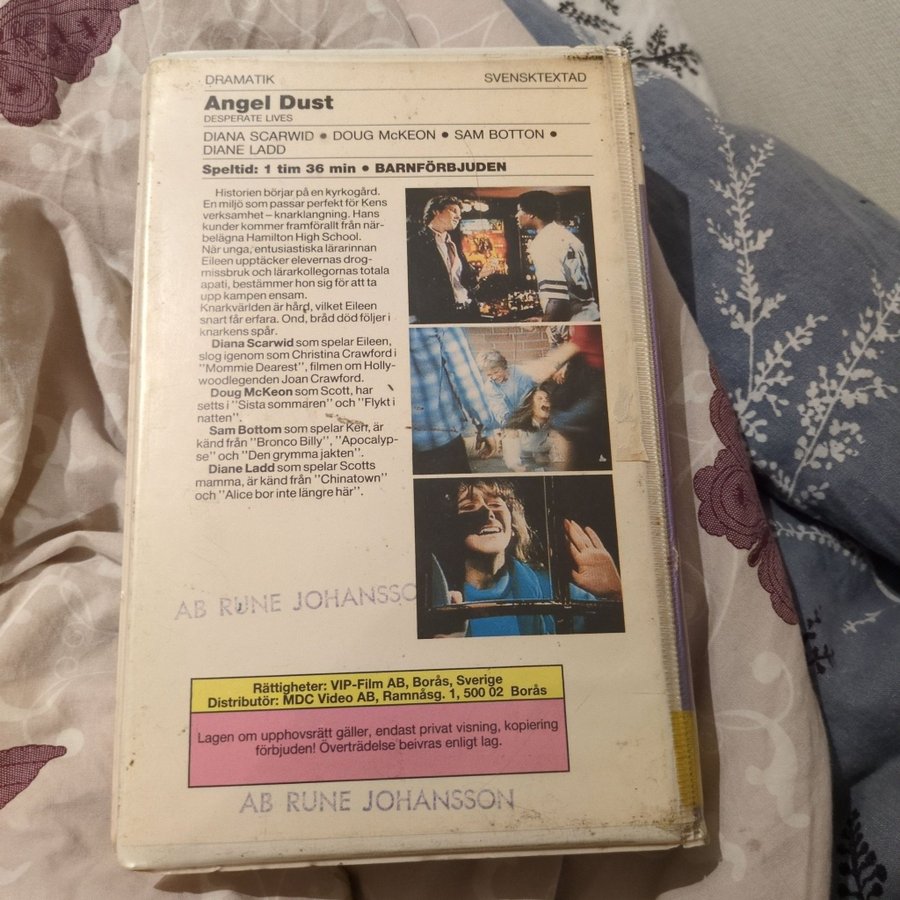 DRAMATIK SVENSKTEXTAD
Angel Dust
DESPERATE LIVES
DIANA SCARWID • DOUG McKEON • SAM BOTTON •
DIANE LADD
Speltid: 1 tim 36 min • BARNFÖRBJUDEN
Historien börjar på en kyrkogård.
En miljö som passar perfekt för Kens
verksamhet – knarklangning. Hans
kunder kommer framförallt från när-
belägna Hamilton High School.
När unga, entusiastiska lärarinnan
Eileen upptäcker elevernas drog-
missbruk och lärarkollegornas totala
apati, bestämmer hon sig för att ta
upp kampen ensam.
Knarkvärlden är hård, vilket Eileen
snart får erfara. Ond, bråd död följer i
knarkens spår.
Diana Scarwid som spelar Eileen,
slog igenom som Christina Crawford i
"Mommie Dearest", filmen om Holly-
woodlegenden Joan Crawford.
Doug McKeon som Scott, har
setts i "Sista sommaren" och "Flykt i
natten".
Sam Bottom som spelar Ken, är
känd från "Bronco Billy", "Apocalyp-
se" och "Den grymma jakten".
Diane Ladd som spelar Scotts
mamma, är känd från "Chinatown"
och "Alice bor inte längre här".
AB RUNE JOHANSSO
Rättigheter: VIP-Film AB, Borås, Sverige
Distributör: MDC Video AB, Ramnåsg. 1, 500 02 Borås
Lagen om upphovsrätt gäller, endast privat visning, kopiering
förbjuden! Överträdelse beivras enligt lag.
AB RUNE JOHANSSON